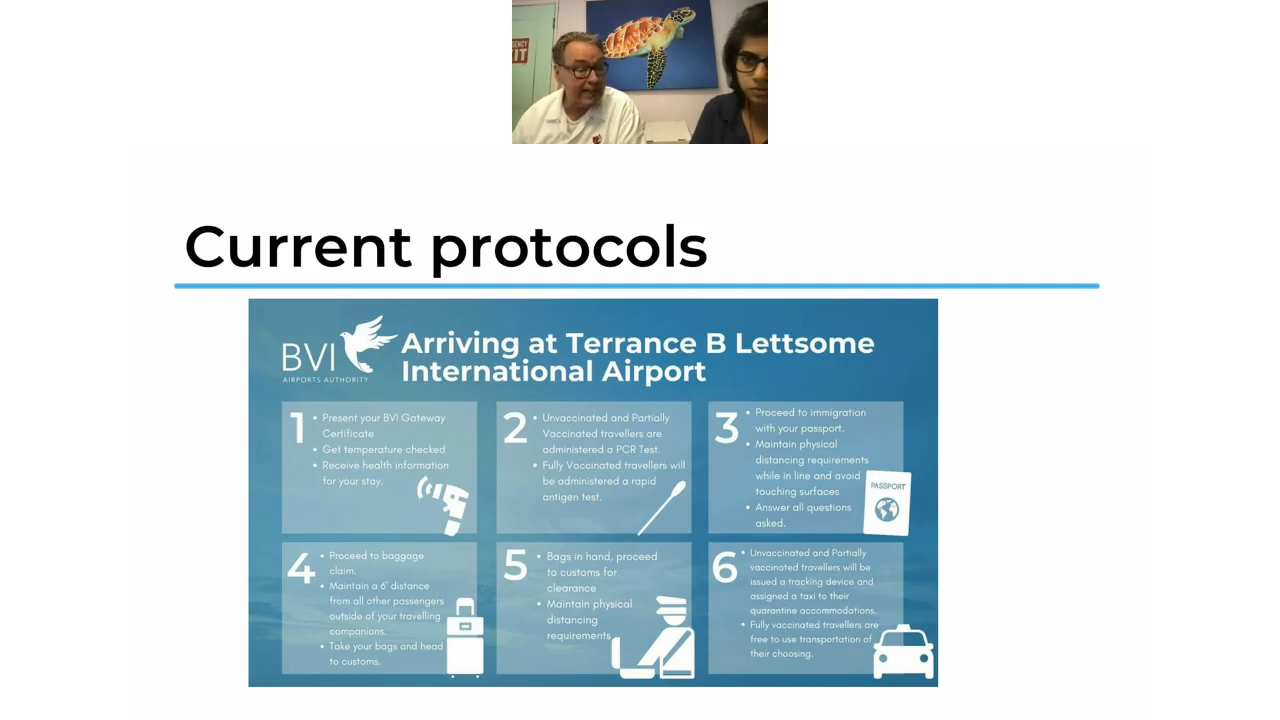 IT
Current protocols
BVI
AIRPORTS AUTHORITY
Arriving at Terrance B Lettsome
International Airport
1
• Present your BVI Gateway
Certificate
• Get temperature checked
• Receive health information
for your stay.
2
• Unvaccinated and Partially
Vaccinated travellers are
administered a PCR Test.
• Fully Vaccinated travellers will
be administered a rapid
antigen test.
3
• Proceed to immigration
with your passport.
• Maintain physical
distancing requirements
while in line and avoid
touching surfaces
• Answer all questions
asked.
PASSPORT
4
• Proceed to baggage
claim.
• Maintain a 6' distance
from all other passengers
outside of your travelling
companions.
• Take your bags and head
to customs.
5
• Bags in hand, proceed
to customs for
clearance
• Maintain physical
distancing
requirements
6
• Unvaccinated and Partially
vaccinated travellers will be
issued a tracking device and
assigned a taxi to their
quarantine accommodations.
• Fully vaccinated travellers are
free to use transportation of
their choosing.